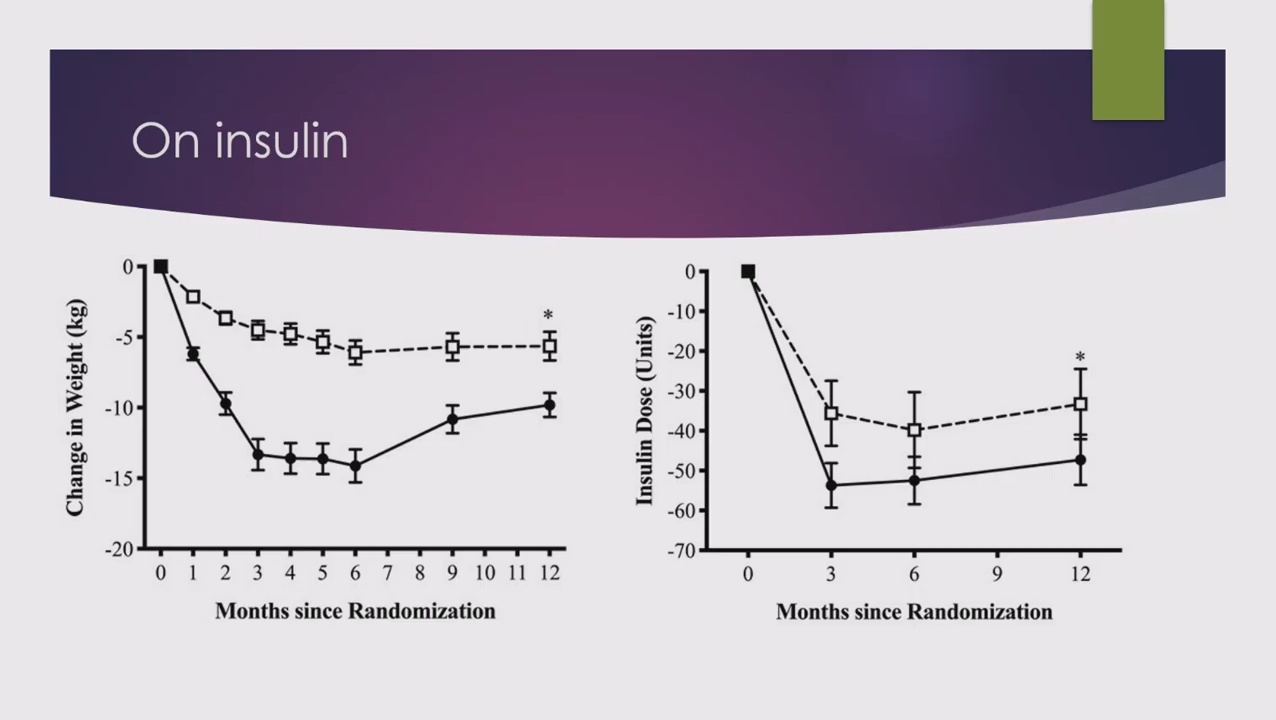 On insulin
Change in Weight (kg)
0
-5
-10
-15
-20
*
0 1 2 3 4 5 6 7 8 9 10 11 12
Months since Randomization
Insulin Dose (Units)
0
-10
-20
-30
-40
-50
-60
-70
*
0 3 6 9 12
Months since Randomization